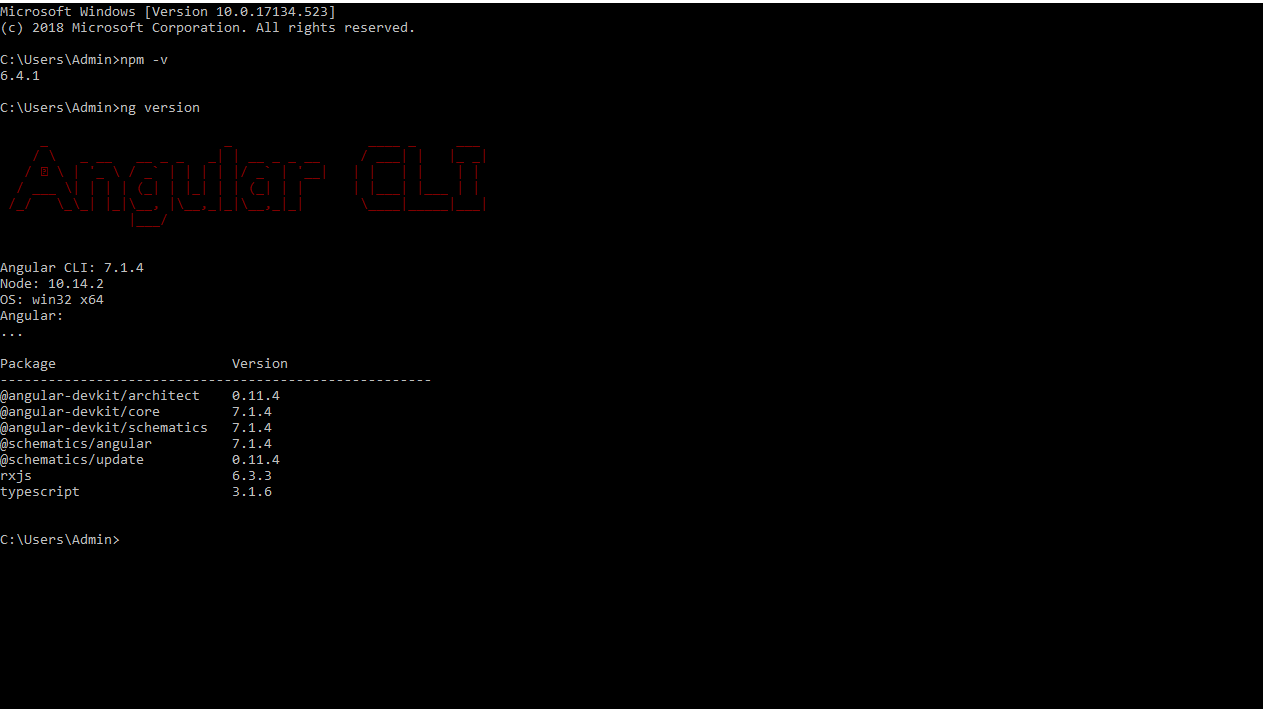 Microsoft Windows [Version 10.0.17134.523]
(c) 2018 Microsoft Corporation. All rights reserved.
C:\Users\Admin>npm -v
6.4.1
C:\Users\Admin>ng version
Angular CLI
Angular CLI: 7.1.4
Node: 10.14.2
OS: win32 x64
Angular:
...
Package Version
------------------------------------------------------
@angular-devkit/architect 0.11.4
@angular-devkit/core 7.1.4
@angular-devkit/schematics 7.1.4
@schematics/angular 7.1.4
@schematics/update 0.11.4
rxjs 6.3.3
typescript 3.1.6
C:\Users\Admin>